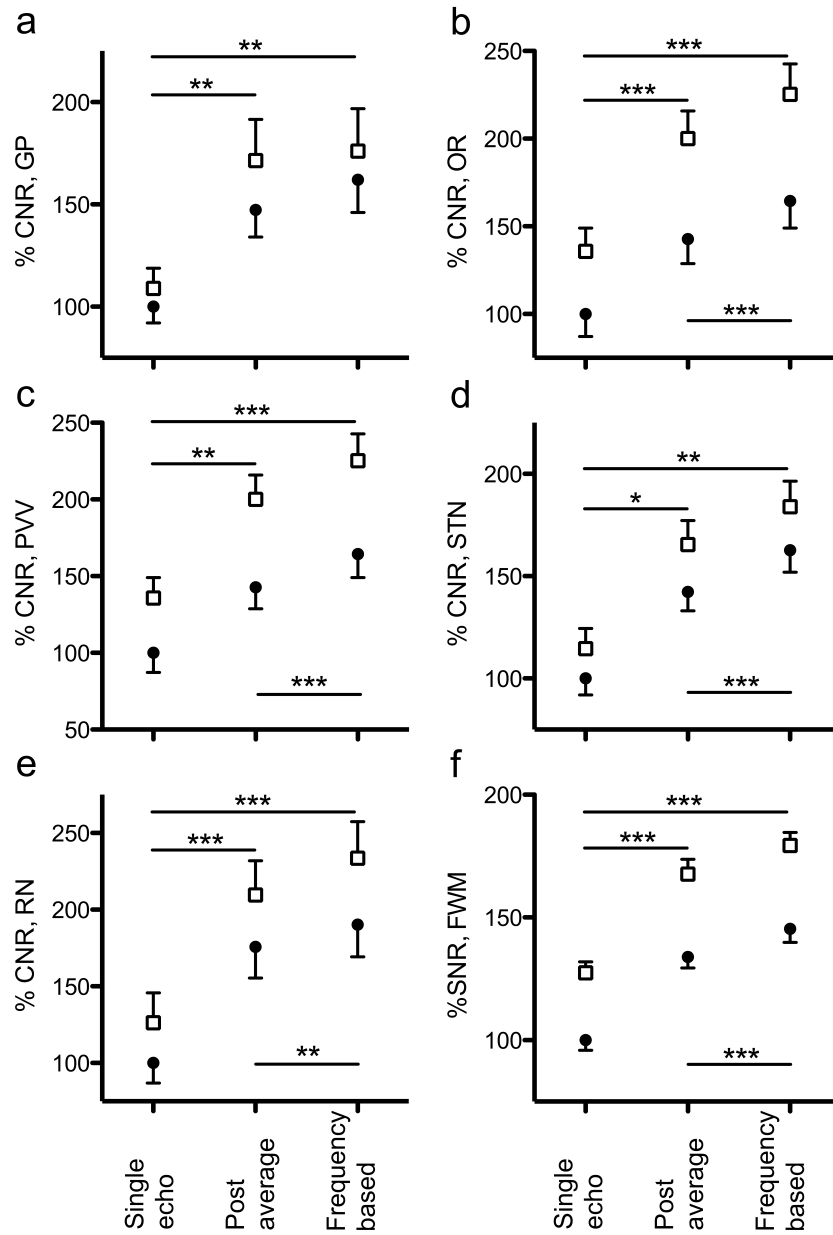 a
**
**
200
150
100
% CNR, GP
b
***
***
***
250
200
150
100
% CNR, OR
c
***
**
***
250
200
150
100
50
% CNR, PVV
d
**
*
***
200
150
100
% CNR, STN
e
***
***
**
250
200
150
100
% CNR, RN
f
***
***
***
200
150
100
%SNR, FWM
Single
echo
Post
average
Frequency
based
Single
echo
Post
average
Frequency
based